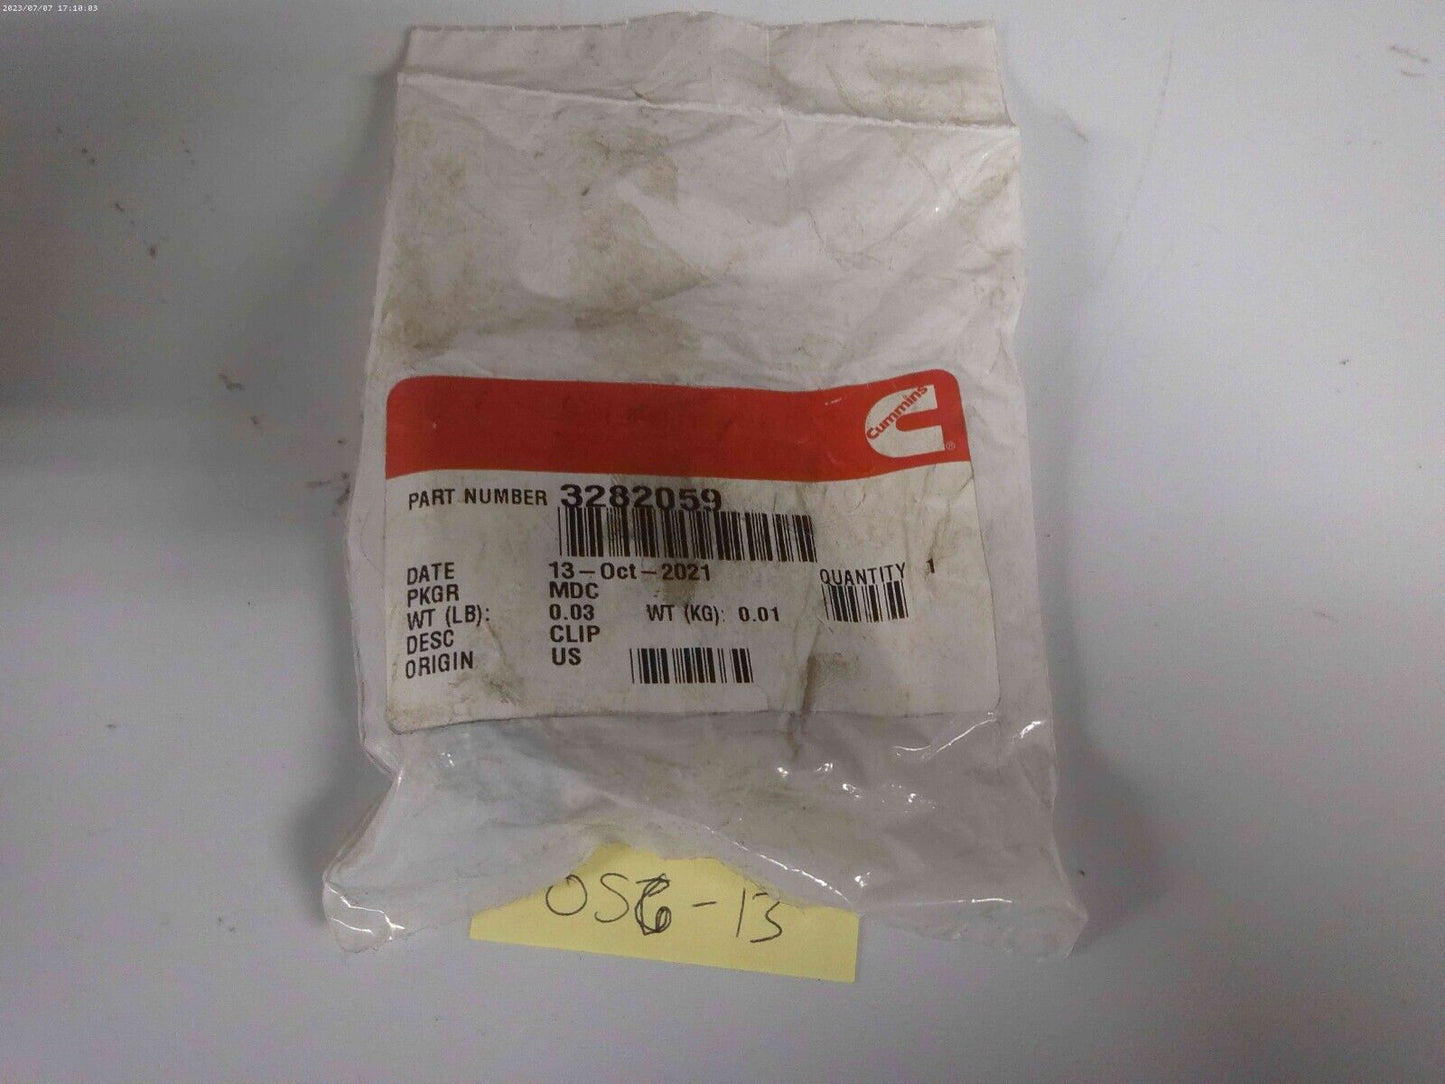 2023/07/07 17:10:03
Cummins
®
PART NUMBER 3282059
DATE 13-Oct-2021 QUANTITY 1
PKGR MDC
WT (LB): 0.03 WT (KG): 0.01
DESC CLIP
ORIGIN US
-13